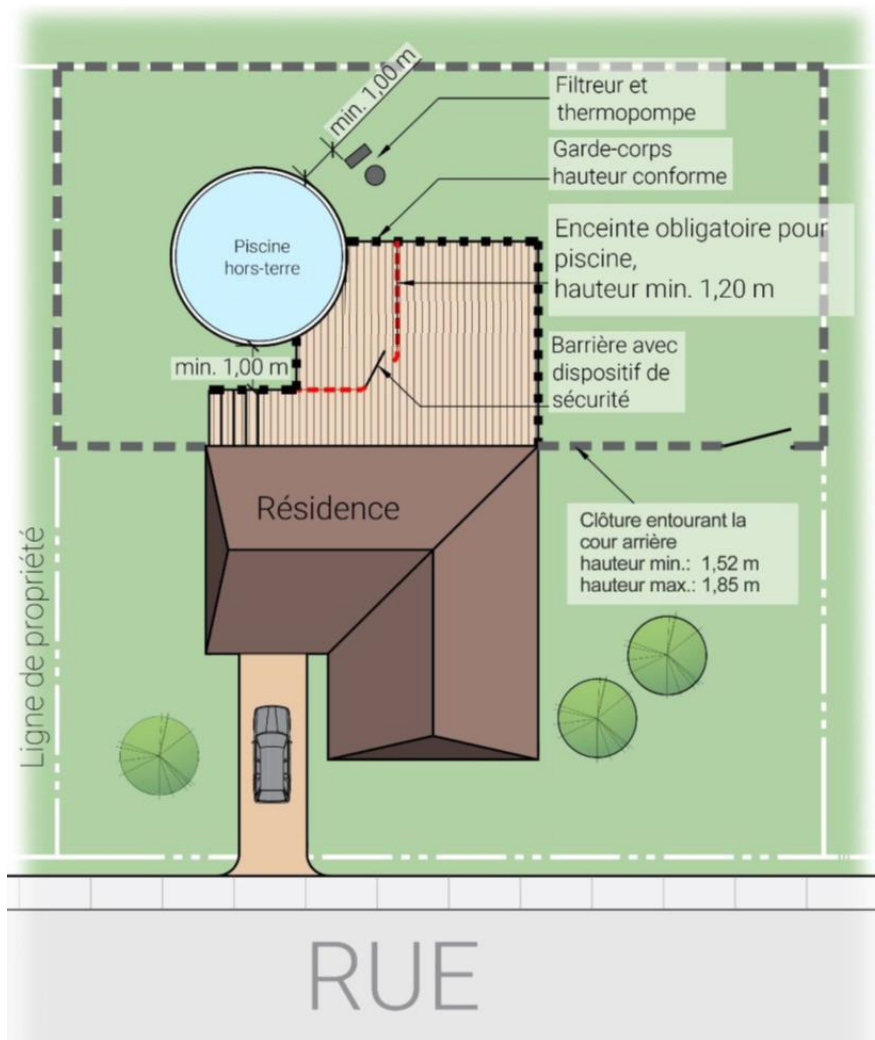 min. 1,00 m
Filtreur et
thermopompe
Garde-corps
hauteur conforme
Enceinte obligatoire pour
piscine,
hauteur min. 1,20 m
Piscine
hors-terre
min. 1,00 m
Barrière avec
dispositif de
sécurité
Résidence
Clôture entourant la
cour arrière
hauteur min.: 1,52 m
hauteur max.: 1,85 m
Ligne de propriété
RUE